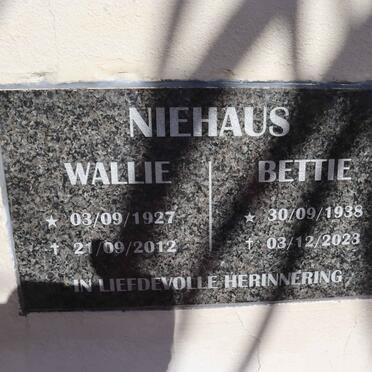 NIEHAUS
WALLIE BETTIE
★ 03/09/1927 ★ 30/09/1938
✝ 21/09/2012 ✝ 03/12/2023
IN LIEFDEVOLLE HERINNERING